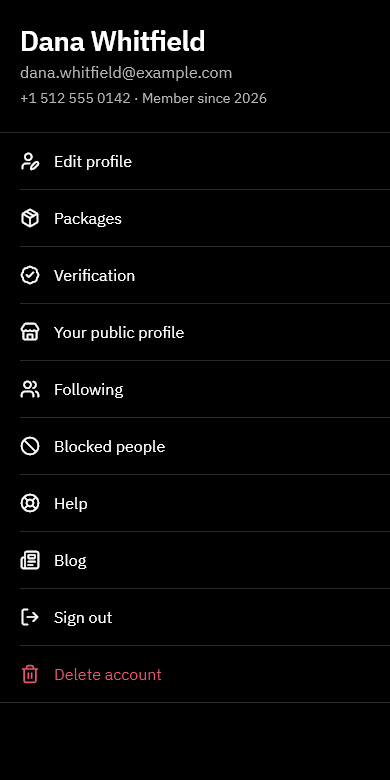 Dana Whitfield
dana.whitfield@example.com
+1 512 555 0142 · Member since 2026
Edit profile
Packages
Verification
Your public profile
Following
Blocked people
Help
Blog
Sign out
Delete account